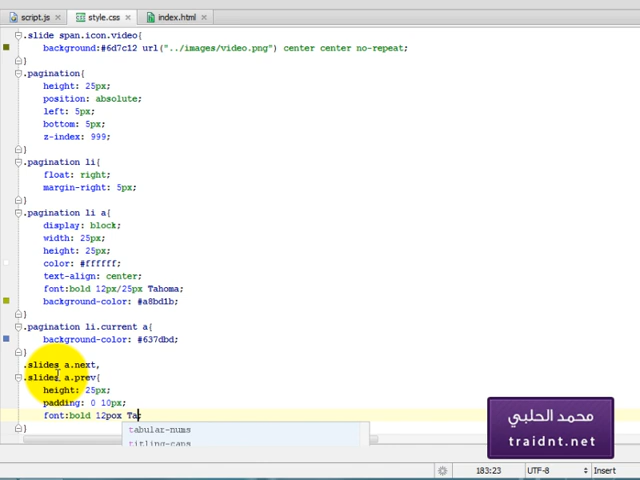 script.js style.css index.html
.slide span.icon.video{
background:#6d7c12 url("../images/video.png") center center no-repeat;
}
.pagination{
height: 25px;
position: absolute;
left: 5px;
bottom: 5px;
z-index: 999;
}
.pagination li{
float: right;
margin-right: 5px;
}
.pagination li a{
display: block;
width: 25px;
height: 25px;
color: #ffffff;
text-align: center;
font:bold 12px/25px Tahoma;
background-color: #a8bd1b;
}
.pagination li.current a{
background-color: #637dbd;
}
.slides a.next,
.slides a.prev{
height: 25px;
padding: 0 10px;
font:bold 12pox Ta;
}
tabular-nums
titling-caps
محمد الحلبي
traidnt.net
183:23 UTF-8 Insert